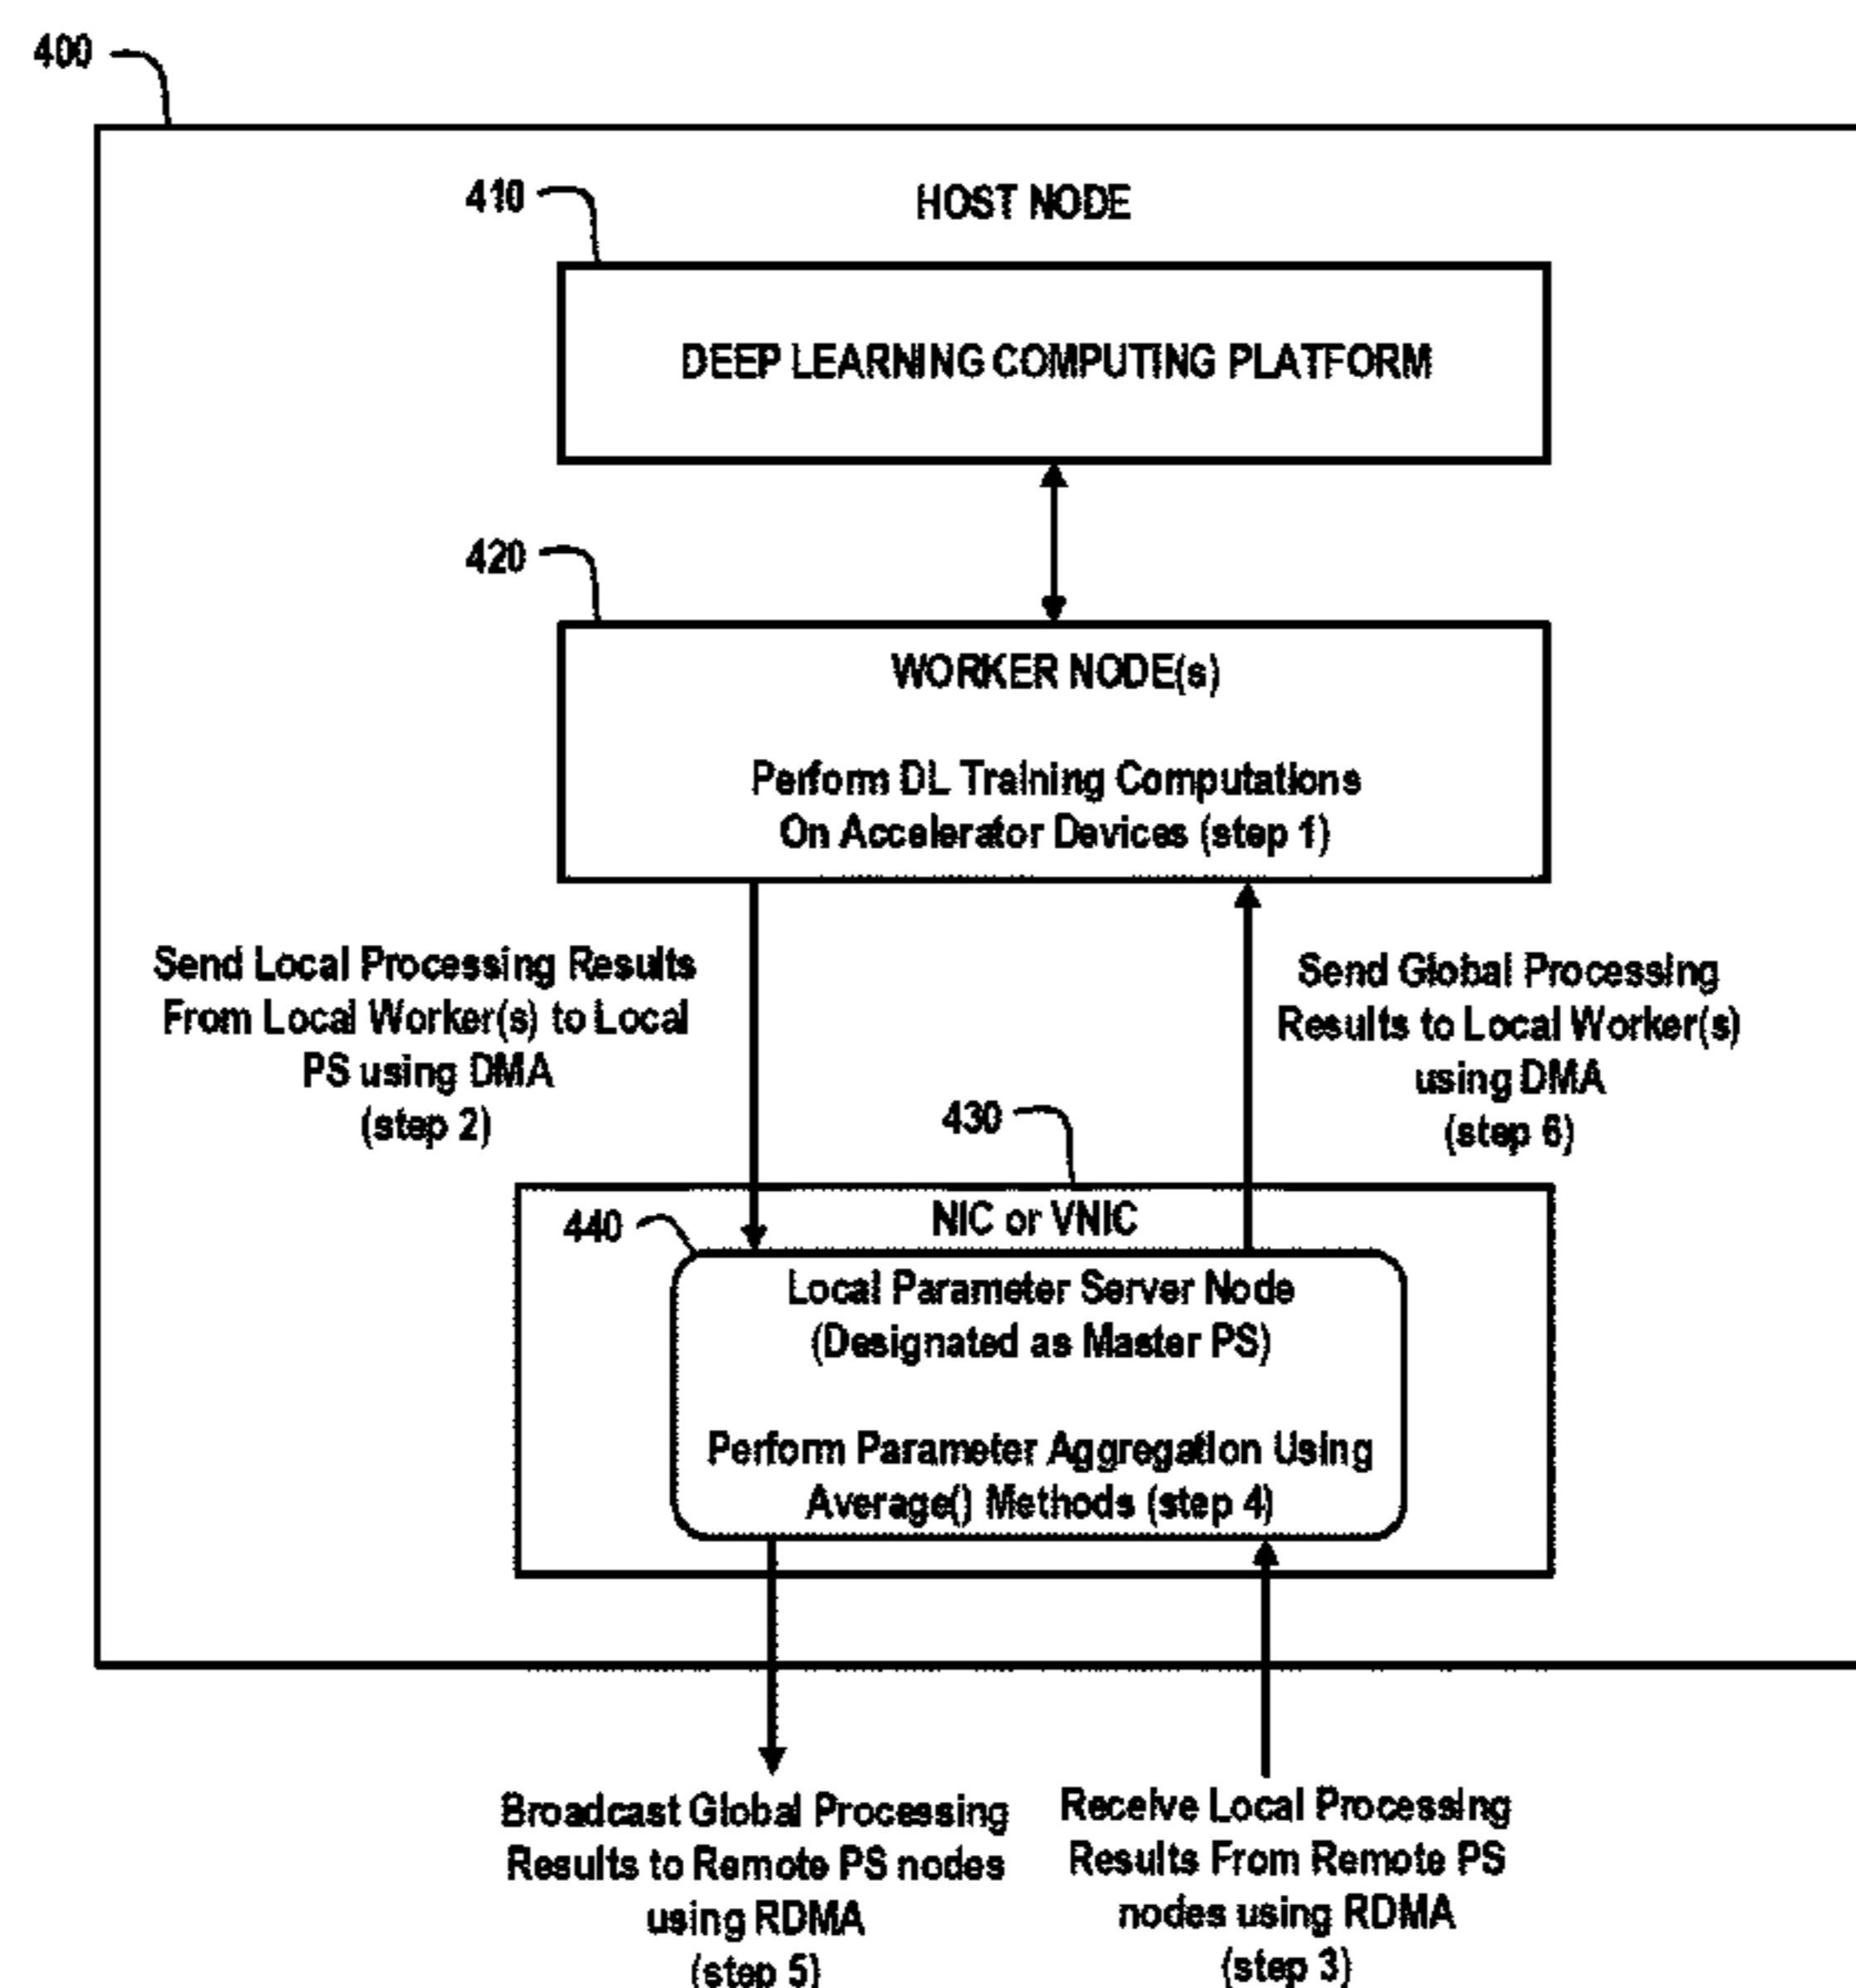 400
410
HOST NODE
DEEP LEARNING COMPUTING PLATFORM
420
WORKER NODE(s)
Perform DL Training Computations
On Accelerator Devices (step 1)
Send Local Processing Results
From Local Worker(s) to Local
PS using DMA
(step 2)
Send Global Processing
Results to Local Worker(s)
using DMA
(step 6)
430
NIC or VNIC
440
Local Parameter Server Node
(Designated as Master PS)
Perform Parameter Aggregation Using
Average() Methods (step 4)
Broadcast Global Processing
Results to Remote PS nodes
using RDMA
(step 5)
Receive Local Processing
Results From Remote PS
nodes using RDMA
(step 3)